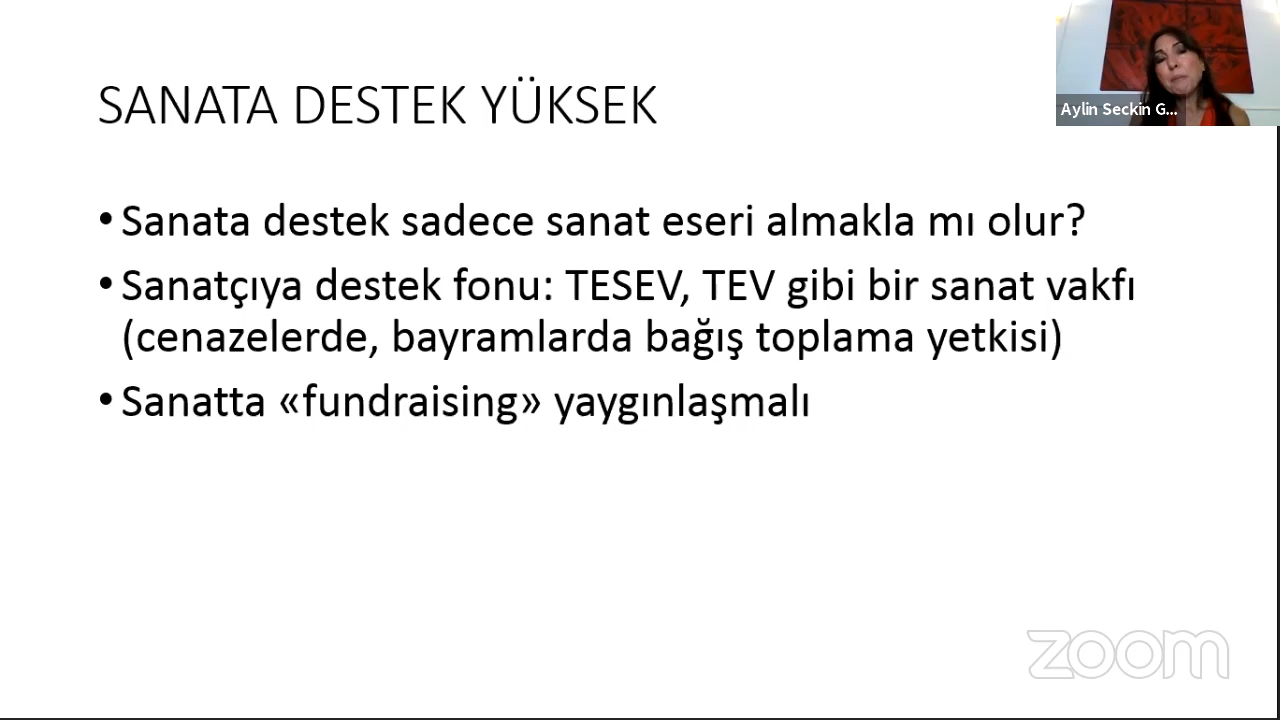 SANATA DESTEK YÜKSEK
Aylin Seckin G...
•Sanata destek sadece sanat eseri almakla mı olur?
•Sanatçıya destek fonu: TESEV, TEV gibi bir sanat vakfı
(cenazelerde, bayramlarda bağış toplama yetkisi)
•Sanatta «fundraising» yaygınlaşmalı
zoom